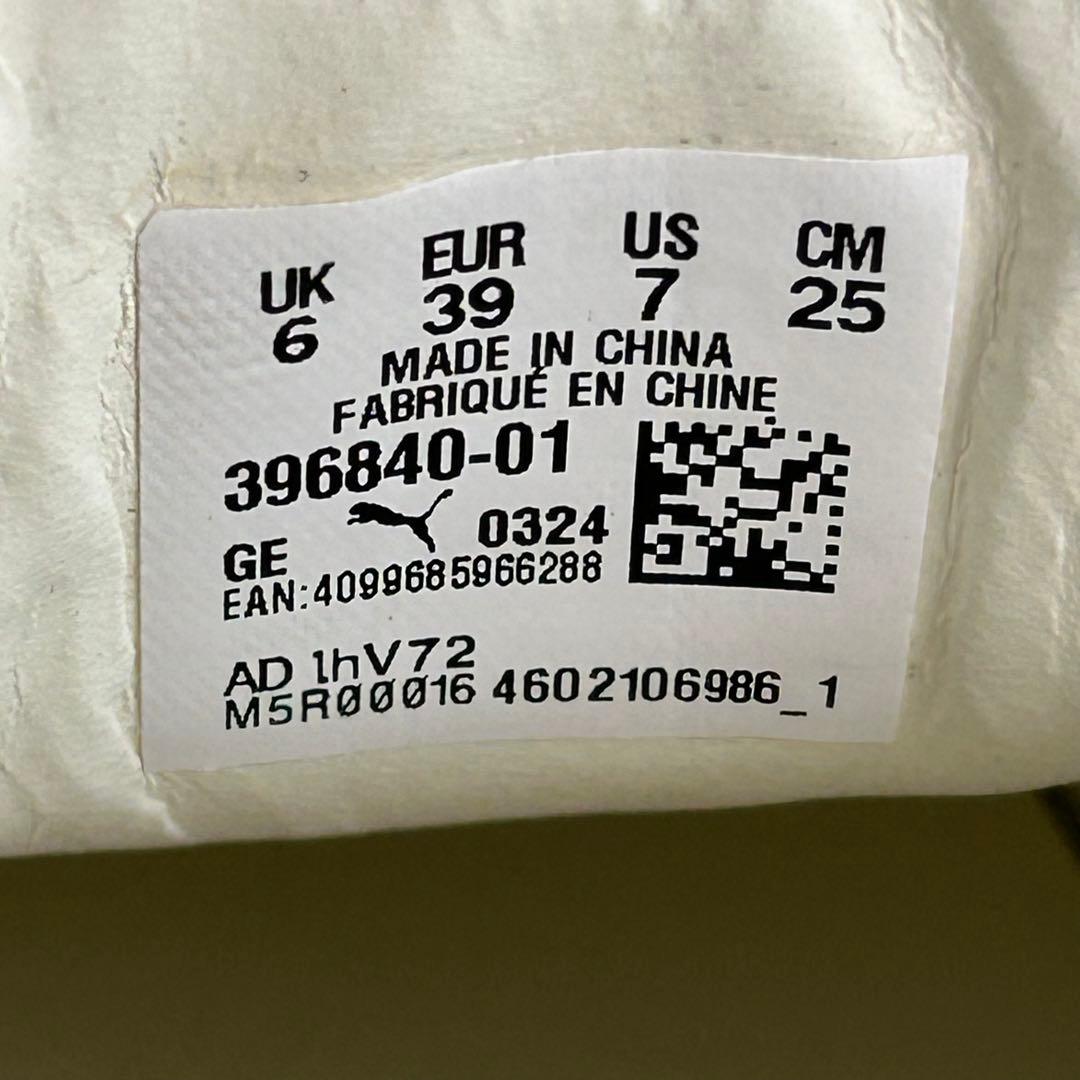 UK EUR US CM
6 39 7 25
MADE IN CHINA
FABRIQUÉ EN CHINE
396840-01
GE 0324
EAN:4099685966288
AD 1hV72
M5R00016 4602106986_1